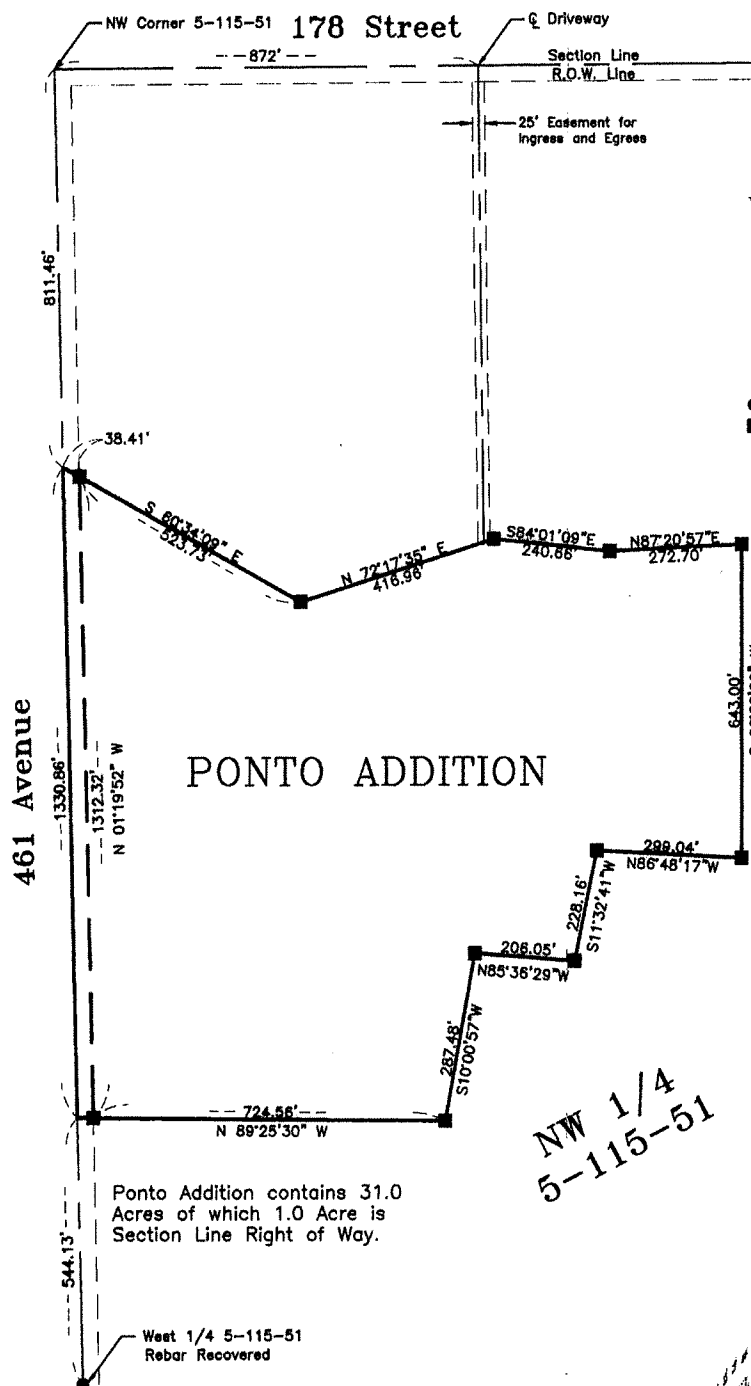 NW Corner 5-115-51
178 Street
℄ Driveway
872'
Section Line
R.O.W. Line
25' Easement for
Ingress and Egress
811.46'
38.41'
S 60°34'09" E
523.73'
N 72°17'35" E
416.96'
S84°01'09"E
240.66'
N87°20'57"E
272.70'
643.00'
461 Avenue
1330.86'
1312.32'
N 01°19'52" W
PONTO ADDITION
299.04'
N86°48'17"W
228.16'
S11°32'41"W
206.05'
N85°36'29"W
287.48'
S10°00'57"W
724.56'
N 89°25'30" W
NW 1/4
5-115-51
Ponto Addition contains 31.0
Acres of which 1.0 Acre is
Section Line Right of Way.
544.13'
West 1/4 5-115-51
Rebar Recovered